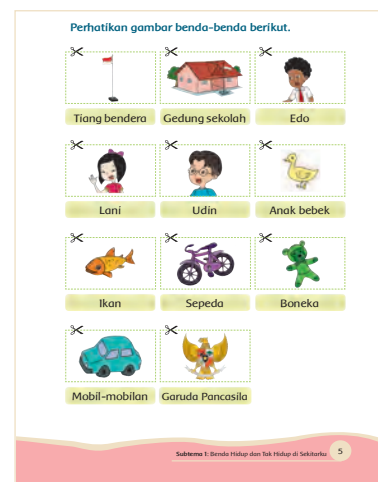 Perhatikan gambar benda-benda berikut.
Tiang bendera Gedung sekolah Edo
Lani Udin Anak bebek
Ikan Sepeda Boneka
Mobil-mobilan Garuda Pancasila
Subtema 1: Benda Hidup dan Tak Hidup di Sekitarku 5